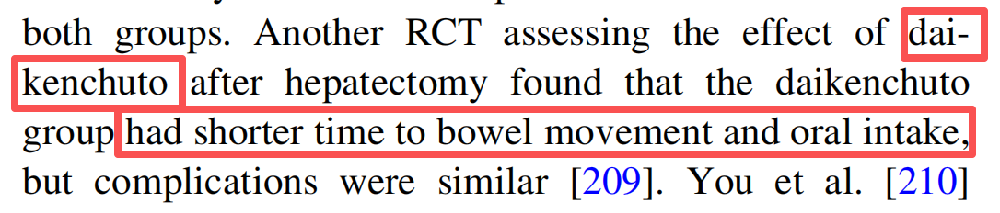 both groups. Another RCT assessing the effect of dai-
kenchuto after hepatectomy found that the daikenchuto
group had shorter time to bowel movement and oral intake,
but complications were similar [209]. You et al. [210]